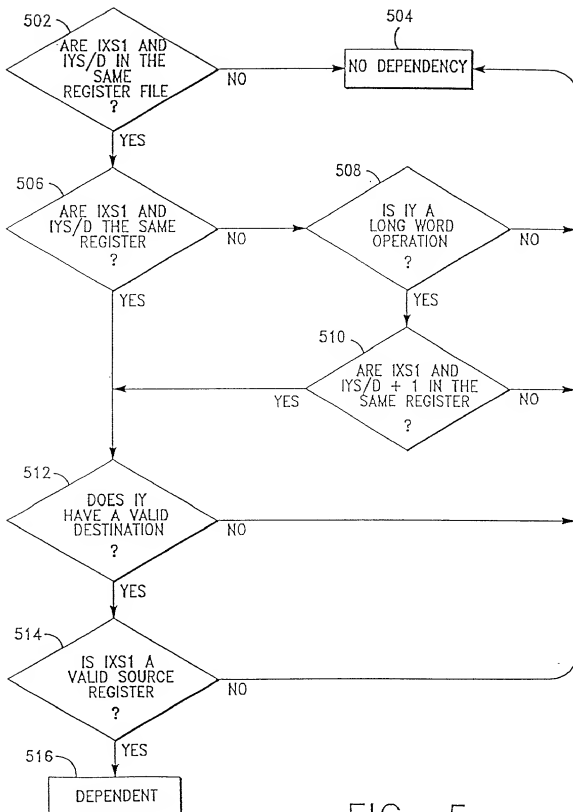 502
ARE IXS1 AND
IYS/D IN THE
SAME
REGISTER FILE
?
NO
YES
504
NO DEPENDENCY
506
ARE IXS1 AND
IYS/D THE SAME
REGISTER
?
NO
YES
508
IS IY A
LONG WORD
OPERATION
?
NO
YES
510
ARE IXS1 AND
IYS/D + 1 IN THE
SAME REGISTER
?
YES
NO
512
DOES IY
HAVE A VALID
DESTINATION
?
NO
YES
514
IS IXS1 A
VALID SOURCE
REGISTER
?
NO
YES
516
DEPENDENT
FIG. 5